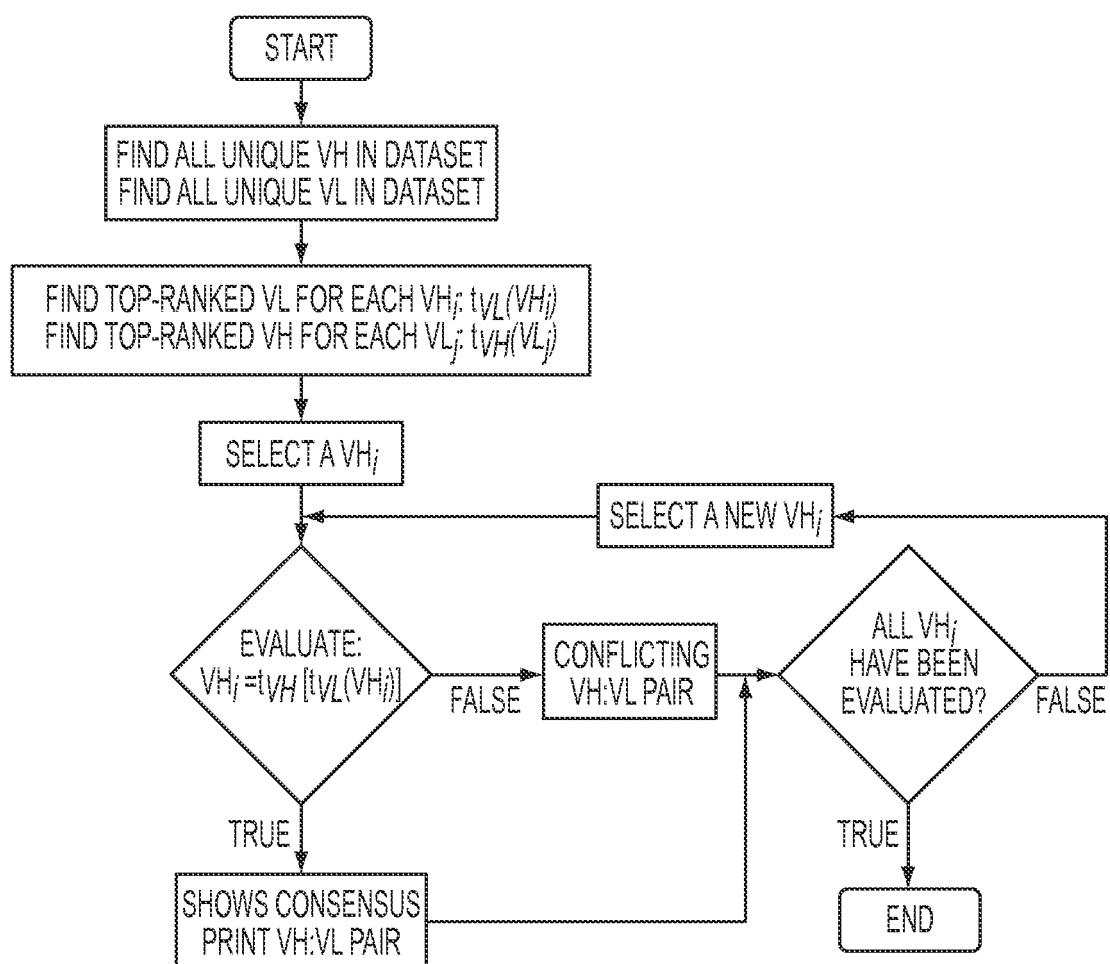 START
FIND ALL UNIQUE VH IN DATASET
FIND ALL UNIQUE VL IN DATASET
FIND TOP-RANKED VL FOR EACH VHi: tVL(VHi)
FIND TOP-RANKED VH FOR EACH VLj: tVH(VLj)
SELECT A VHi
SELECT A NEW VHi
EVALUATE:
VHi =tVH [tVL(VHi)]
FALSE
CONFLICTING
VH:VL PAIR
ALL VHi
HAVE BEEN
EVALUATED?
FALSE
TRUE
SHOWS CONSENSUS
PRINT VH:VL PAIR
TRUE
END